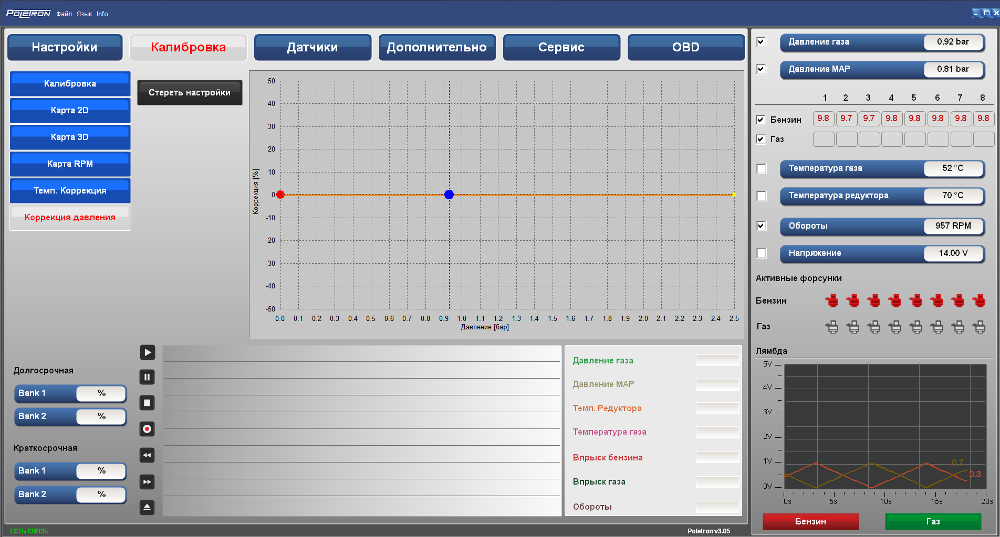 POLETRON Файл Язык Info
Настройки Калибровка Датчики Дополнительно Сервис OBD
Калибровка
Карта 2D
Карта 3D
Карта RPM
Темп. Коррекция
Коррекция давления
Стереть настройки
Коррекция [%]
50
40
30
20
10
0
-10
-20
-30
-40
-50
0.0 0.1 0.2 0.3 0.4 0.5 0.6 0.7 0.8 0.9 1.0 1.1 1.2 1.3 1.4 1.5 1.6 1.7 1.8 1.9 2.0 2.1 2.2 2.3 2.4 2.5
Давление [бар]
Долгосрочная
Bank 1 %
Bank 2 %
Краткосрочная
Bank 1 %
Bank 2 %
Давление газа
Давление MAP
Темп. Редуктора
Температура газа
Впрыск бензина
Впрыск газа
Обороты
Давление газа 0.92 bar
Давление MAP 0.81 bar
1 2 3 4 5 6 7 8
Бензин 9.8 9.7 9.7 9.8 9.8 9.8 9.8 9.8
Газ
Температура газа 52 °C
Температура редуктора 70 °C
Обороты 957 RPM
Напряжение 14.00 V
Активные форсунки
Бензин
Газ
Лямбда
5V
4V
3V
2V
1V
0V
0.7
0.3
0s 5s 10s 15s 20s
Бензин Газ
ЕСТЬ СВЯЗЬ
Poletron v3.05